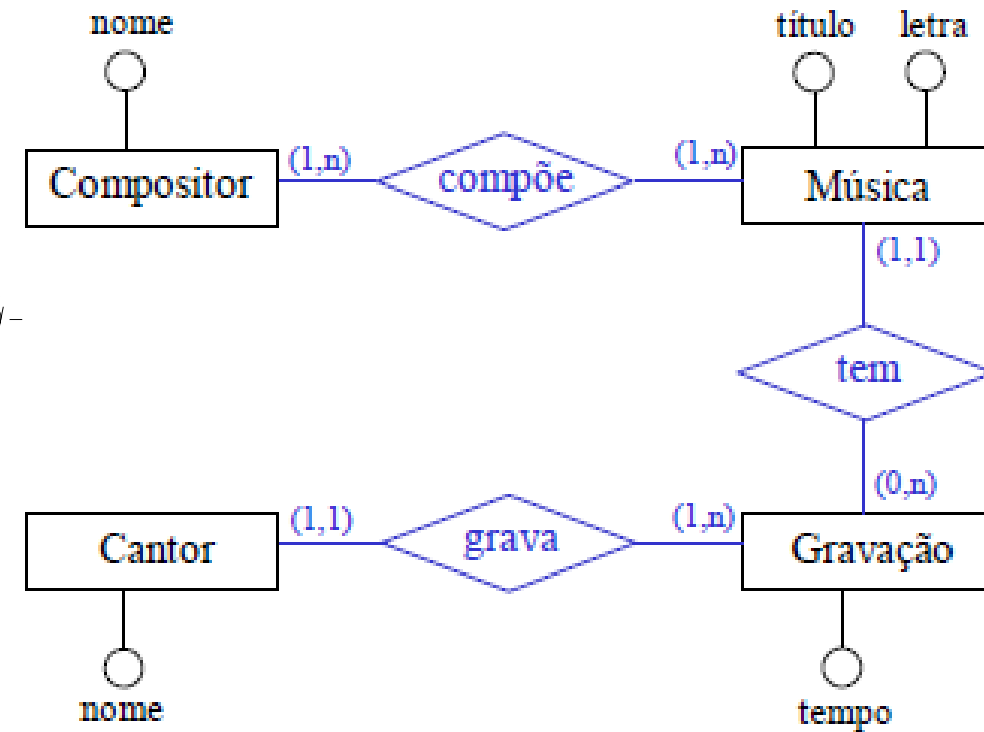 nome
título letra
Compositor (1,n) compõe (1,n) Música
(1,1)
tem
(0,n)
Cantor (1,1) grava (1,n) Gravação
nome
tempo